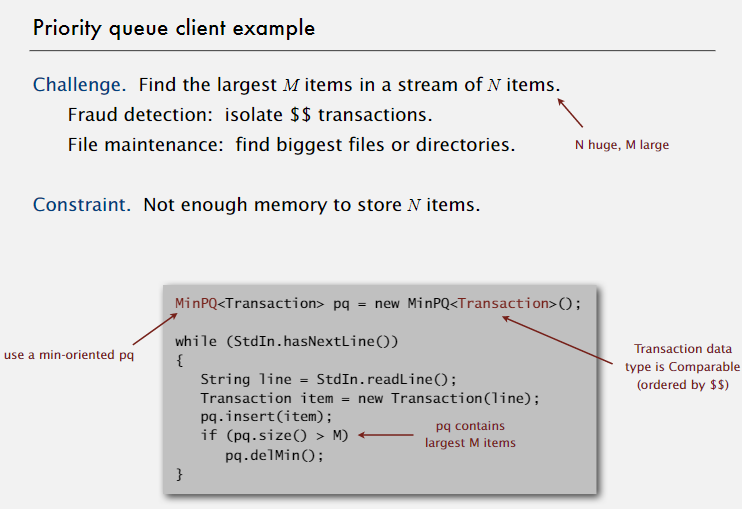 Priority queue client example
Challenge. Find the largest M items in a stream of N items.
Fraud detection: isolate $$ transactions.
File maintenance: find biggest files or directories.
N huge, M large
Constraint. Not enough memory to store N items.
MinPQ<Transaction> pq = new MinPQ<Transaction>();
use a min-oriented pq
while (StdIn.hasNextLine())
{
String line = StdIn.readLine();
Transaction item = new Transaction(line);
pq.insert(item);
if (pq.size() > M)
pq.delMin();
}
pq contains
largest M items
Transaction data
type is Comparable
(ordered by $$)